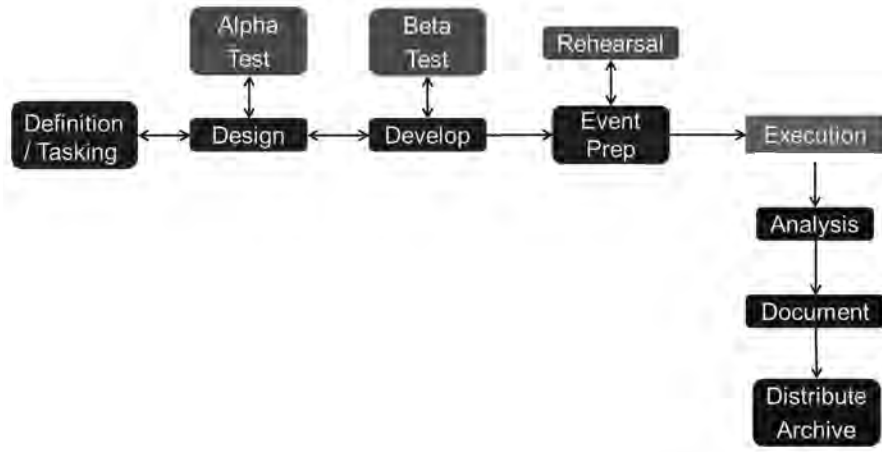 Alpha
Test
Beta
Test
Rehearsal
Definition
/ Tasking
Design
Develop
Event
Prep
Execution
Analysis
Document
Distribute
Archive